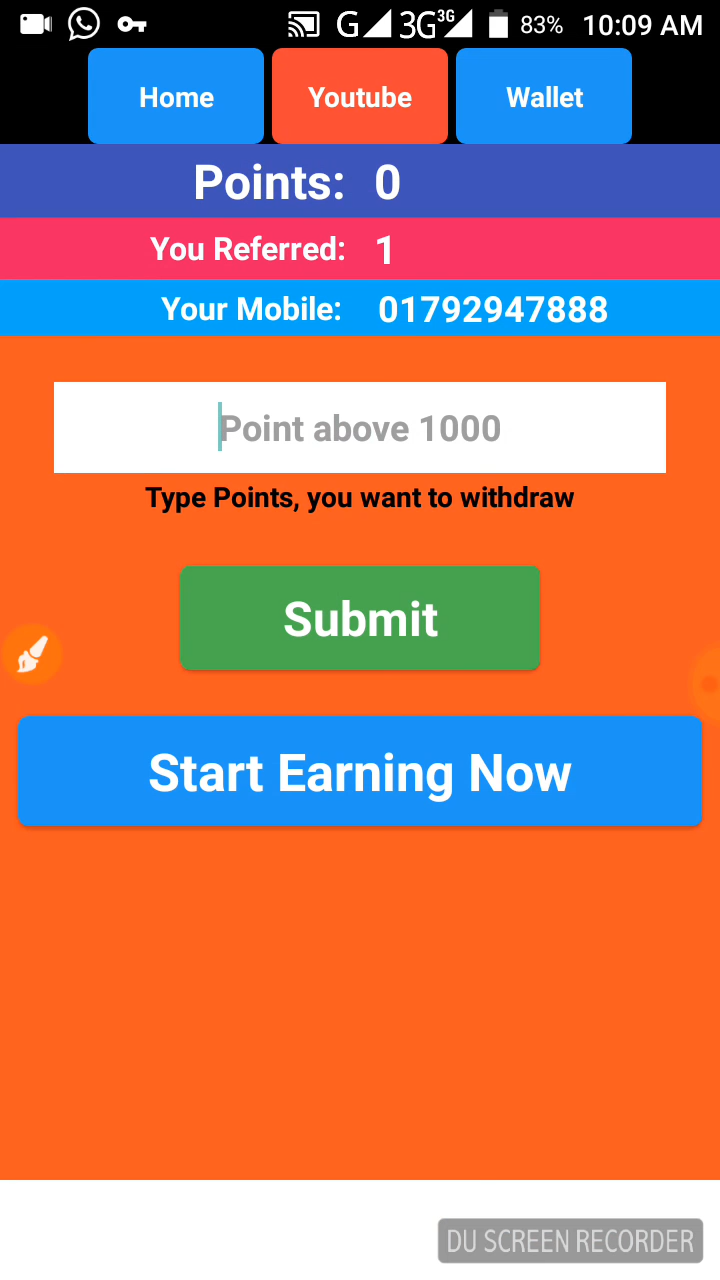 G 3G 3G 83% 10:09 AM
Home Youtube Wallet
Points: 0
You Referred: 1
Your Mobile: 01792947888
Point above 1000
Type Points, you want to withdraw
Submit
Start Earning Now
DU SCREEN RECORDER